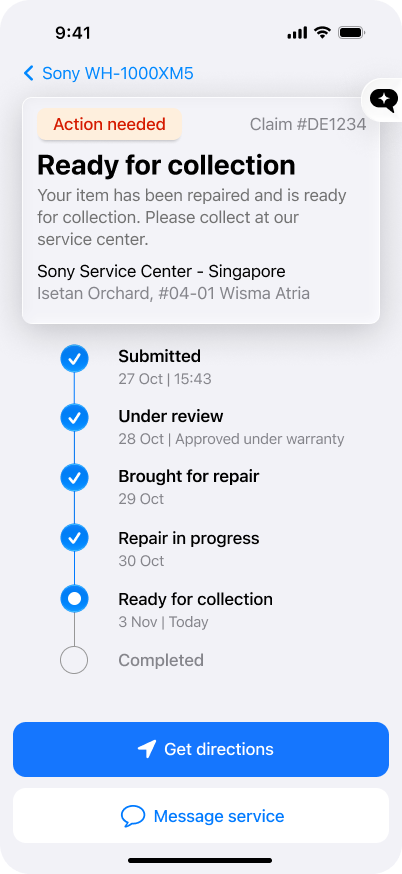 9:41
Sony WH-1000XM5
Action needed
Claim #DE1234
Ready for collection
Your item has been repaired and is ready
for collection. Please collect at our
service center.
Sony Service Center - Singapore
Isetan Orchard, #04-01 Wisma Atria
Submitted
27 Oct | 15:43
Under review
28 Oct | Approved under warranty
Brought for repair
29 Oct
Repair in progress
30 Oct
Ready for collection
3 Nov | Today
Completed
Get directions
Message service